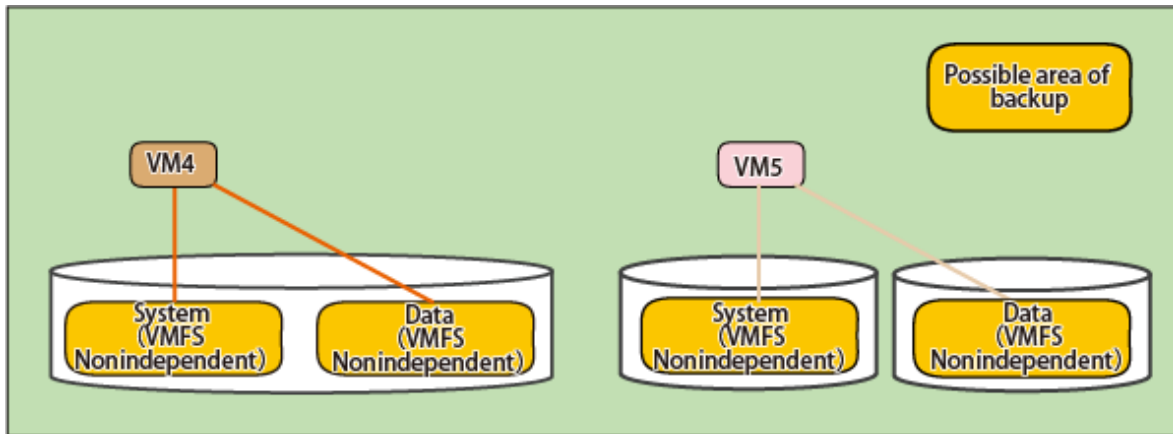 Possible area of
backup
VM4
VM5
System
(VMFS
Nonindependent)
Data
(VMFS
Nonindependent)
System
(VMFS
Nonindependent)
Data
(VMFS
Nonindependent)